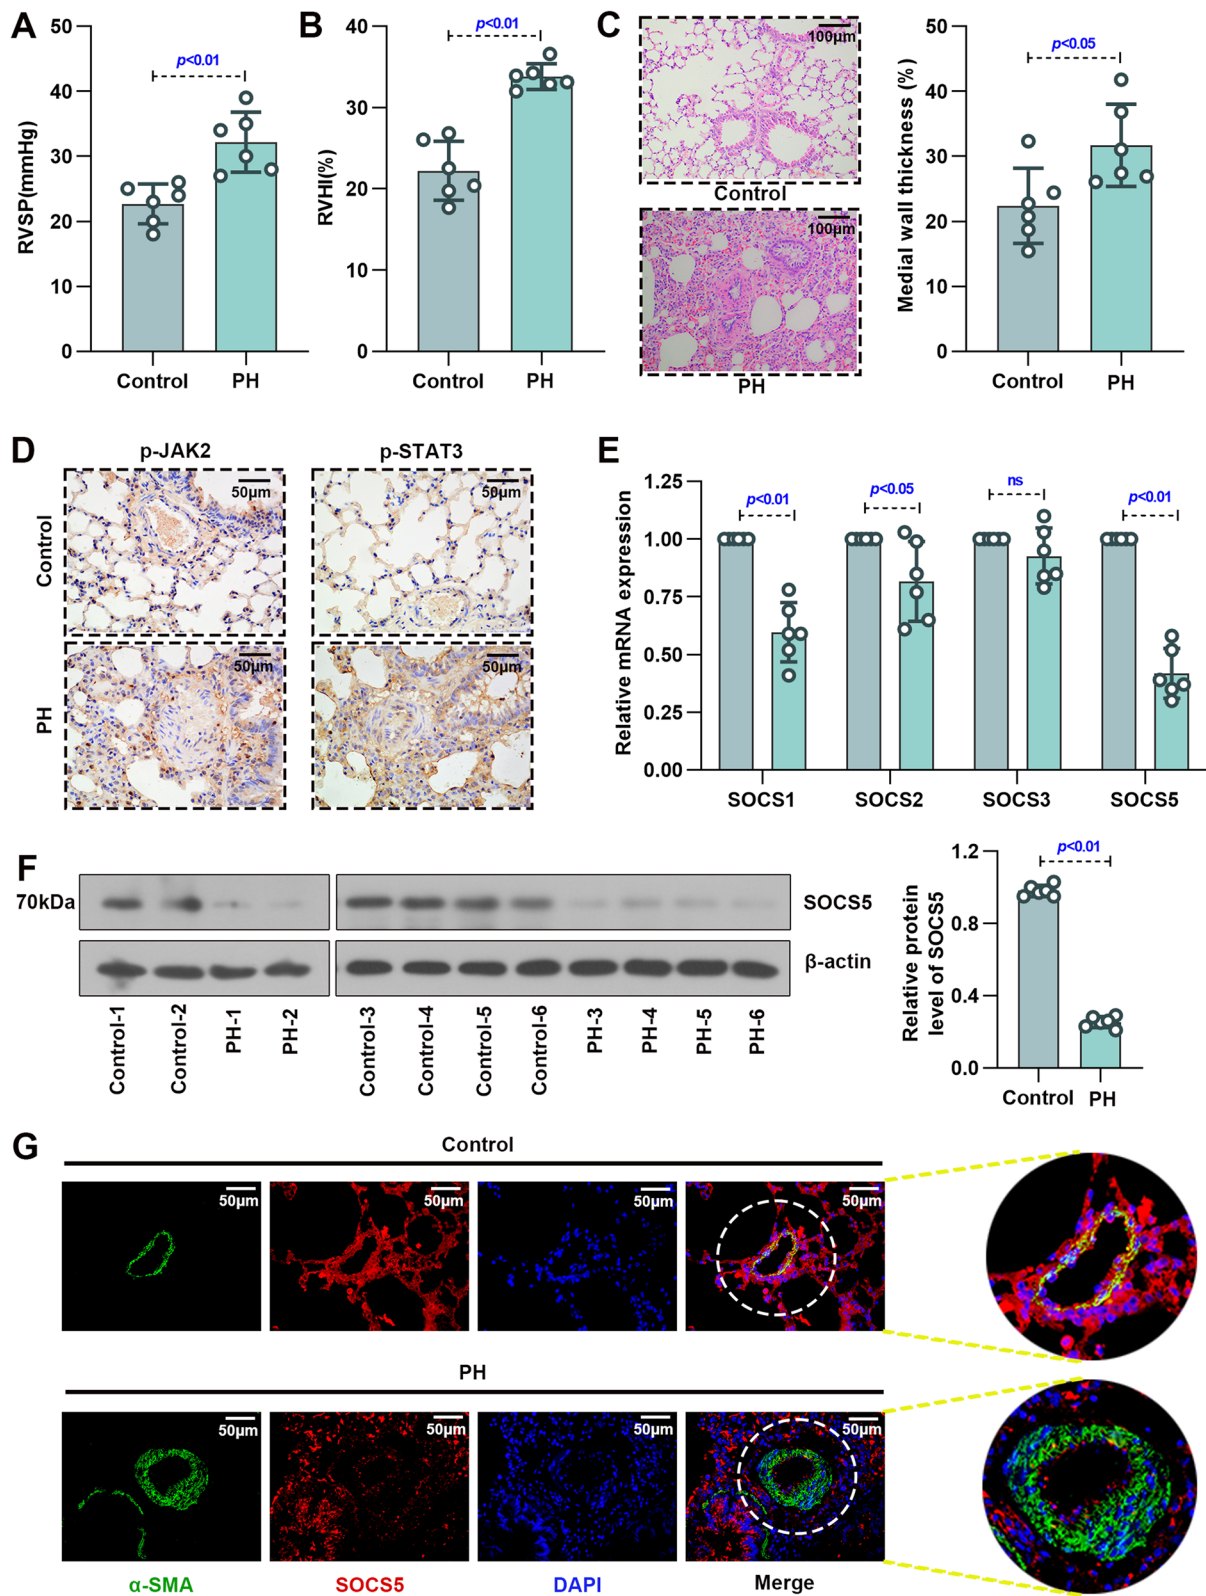 A
RVSP(mmHg)
50
40
30
20
10
0
p<0.01
Control
PH
B
RVHI(%)
40
30
20
10
0
p<0.01
Control
PH
C
100μm
Control
100μm
PH
Medial wall thickness (%)
50
40
30
20
10
0
p<0.05
Control
PH
D
p-JAK2
p-STAT3
Control
50μm
50μm
PH
50μm
50μm
E
Relative mRNA expression
1.25
1.00
0.75
0.50
0.25
0.00
p<0.01
p<0.05
ns
p<0.01
SOCS1
SOCS2
SOCS3
SOCS5
F
70kDa
SOCS5
β-actin
Control-1
Control-2
PH-1
PH-2
Control-3
Control-4
Control-5
Control-6
PH-3
PH-4
PH-5
PH-6
Relative protein
level of SOCS5
1.2
0.8
0.4
0.0
p<0.01
Control
PH
G
Control
50μm
50μm
50μm
50μm
PH
50μm
50μm
50μm
50μm
α-SMA
SOCS5
DAPI
Merge